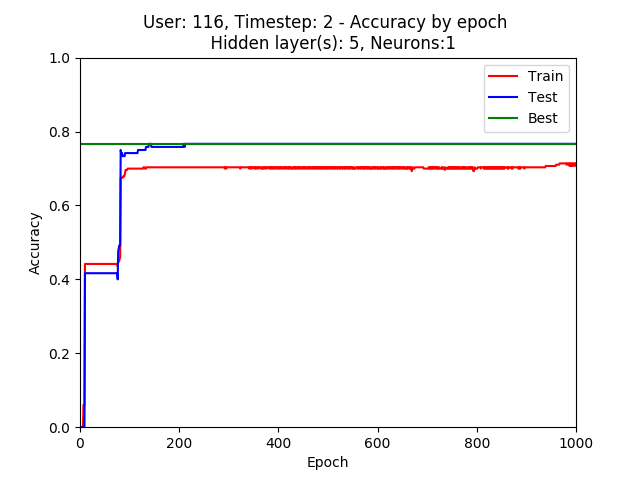 User: 116, Timestep: 2 - Accuracy by epoch
Hidden layer(s): 5, Neurons:1
Train
Test
Best
Accuracy
1.0
0.8
0.6
0.4
0.2
0.0
0 200 400 600 800 1000
Epoch